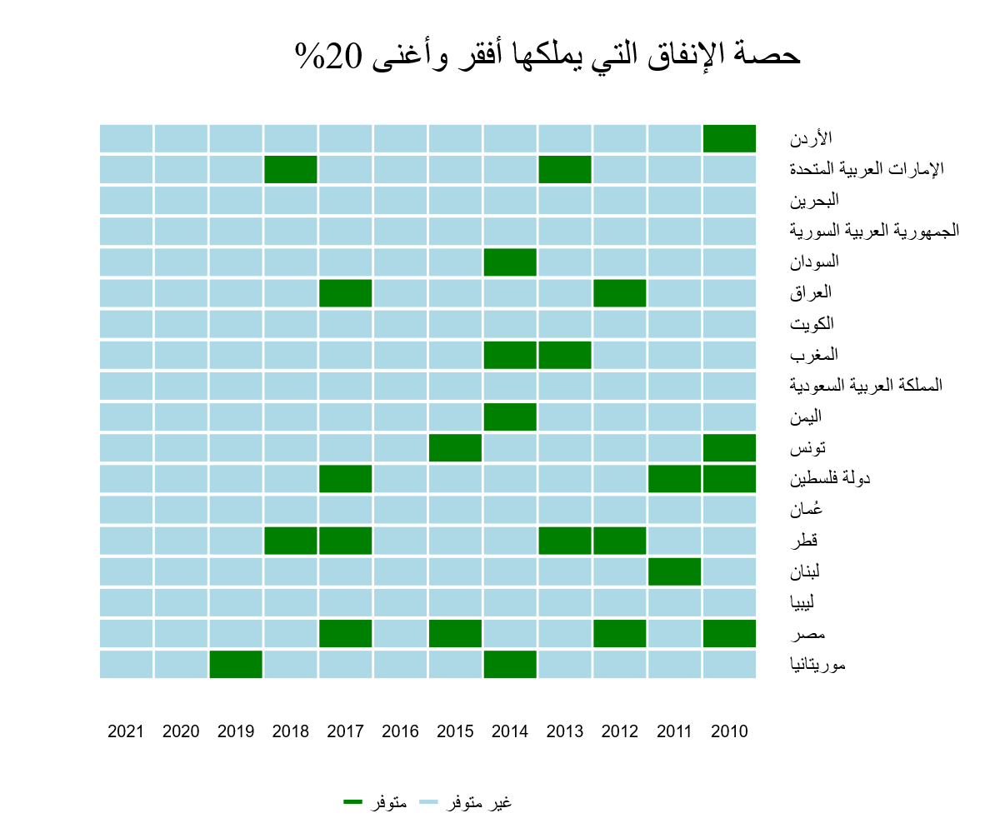 حصة الإنفاق التي يملكها أفقر وأغنى 20%
الأردن
الإمارات العربية المتحدة
البحرين
الجمهورية العربية السورية
السودان
العراق
الكويت
المغرب
المملكة العربية السعودية
اليمن
تونس
دولة فلسطين
عُمان
قطر
لبنان
ليبيا
مصر
موريتانيا
2021 2020 2019 2018 2017 2016 2015 2014 2013 2012 2011 2010
متوفر غير متوفر